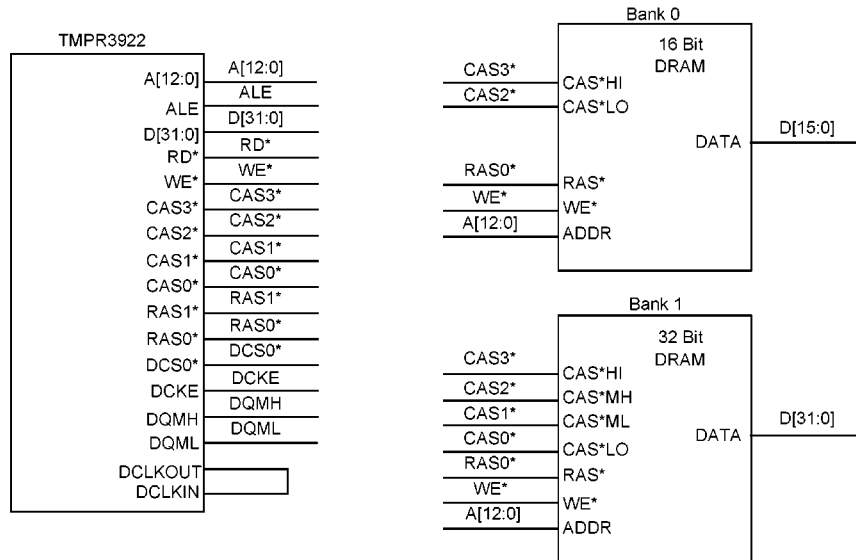 TMPR3922
A[12:0] A[12:0]
ALE ALE
D[31:0] D[31:0]
RD* RD*
WE* WE*
CAS3* CAS3*
CAS2* CAS2*
CAS1* CAS1*
CAS0* CAS0*
RAS1* RAS1*
RAS0* RAS0*
DCS0* DCS0*
DCKE DCKE
DQMH DQMH
DQML DQML
DCLKOUT
DCLKIN
Bank 0
16 Bit
DRAM
CAS3* CAS*HI
CAS2* CAS*LO
DATA D[15:0]
RAS0* RAS*
WE* WE*
A[12:0] ADDR
Bank 1
32 Bit
DRAM
CAS3* CAS*HI
CAS2* CAS*MH
CAS1* CAS*ML
CAS0* CAS*LO
DATA D[31:0]
RAS0* RAS*
WE* WE*
A[12:0] ADDR